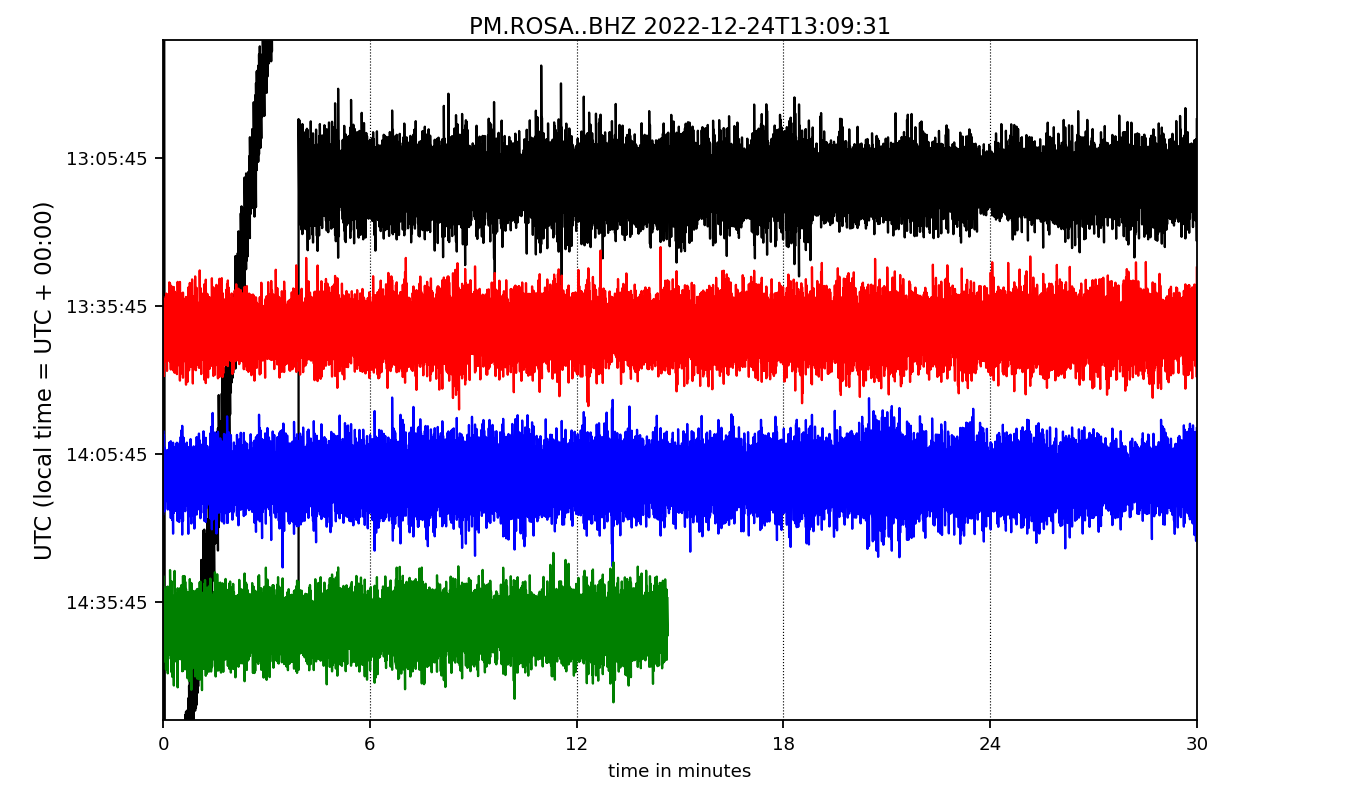 PM.ROSA..BHZ 2022-12-24T13:09:31
UTC (local time = UTC + 00:00)
13:05:45
13:35:45
14:05:45
14:35:45
0 6 12 18 24 30
time in minutes